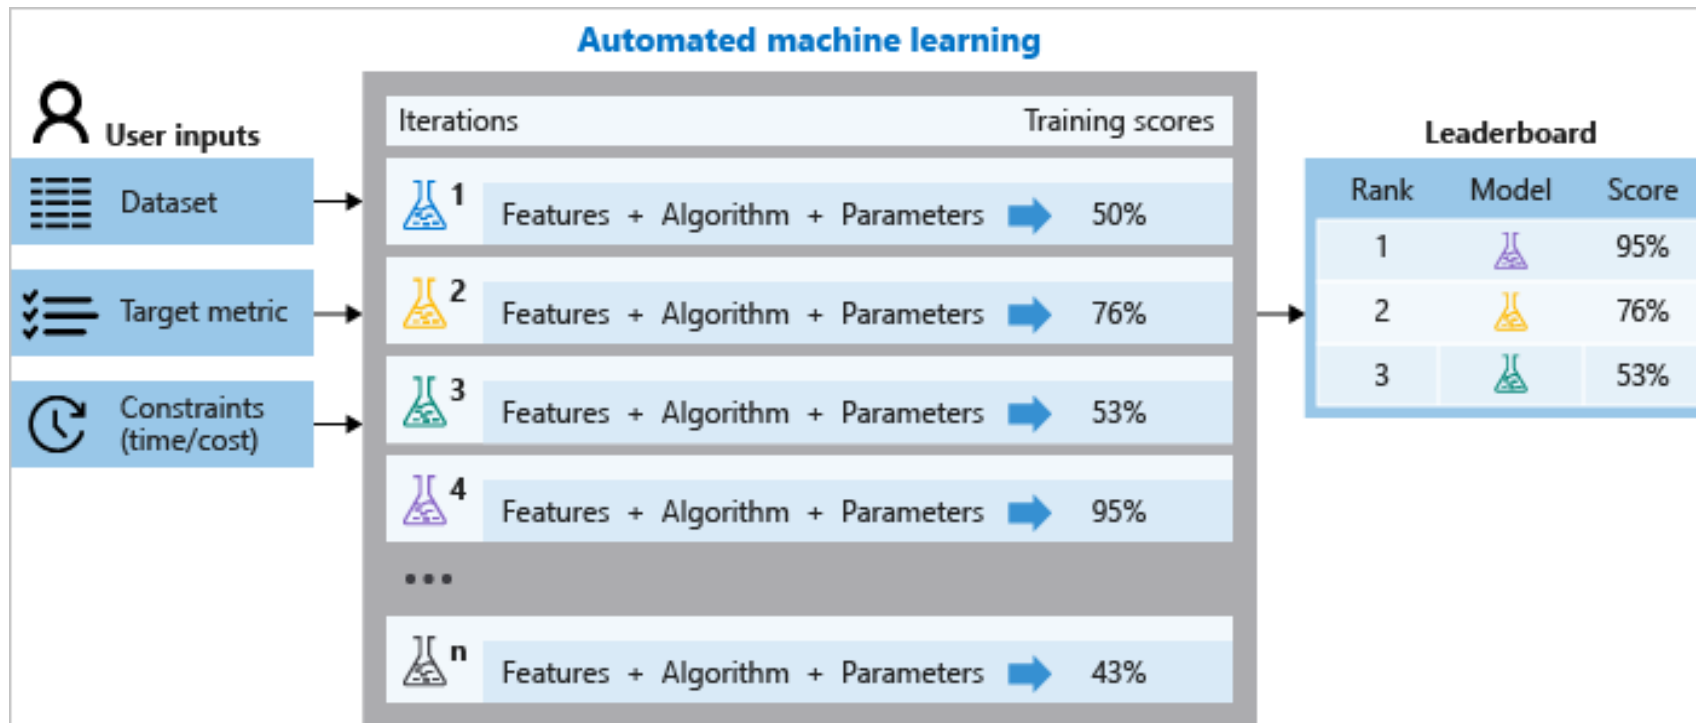 Automated machine learning
User inputs
Dataset
Target metric
Constraints
(time/cost)
Iterations Training scores
1 Features + Algorithm + Parameters 50%
2 Features + Algorithm + Parameters 76%
3 Features + Algorithm + Parameters 53%
4 Features + Algorithm + Parameters 95%
...
n Features + Algorithm + Parameters 43%
Leaderboard
Rank Model Score
1 95%
2 76%
3 53%